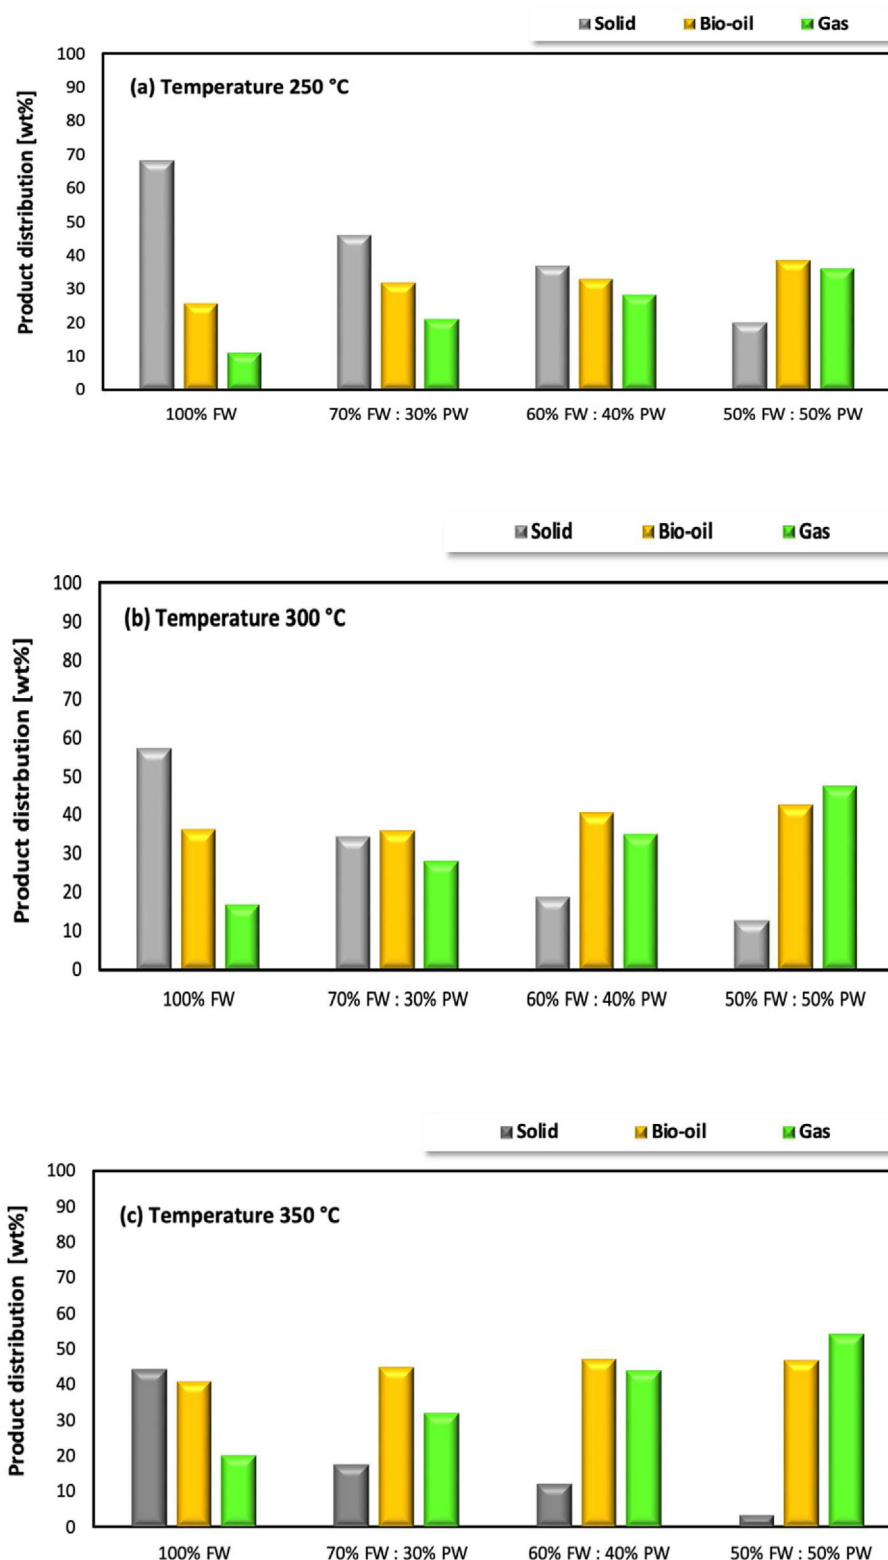 Solid Bio-oil Gas
(a) Temperature 250 °C
Product distribution [wt%]
100
90
80
70
60
50
40
30
20
10
0
100% FW 70% FW : 30% PW 60% FW : 40% PW 50% FW : 50% PW
Solid Bio-oil Gas
(b) Temperature 300 °C
Product distrbution [wt%]
100
90
80
70
60
50
40
30
20
10
0
100% FW 70% FW : 30% PW 60% FW : 40% PW 50% FW : 50% PW
Solid Bio-oil Gas
(c) Temperature 350 °C
Product distribution [wt%]
100
90
80
70
60
50
40
30
20
10
0
100% FW 70% FW : 30% PW 60% FW : 40% PW 50% FW : 50% PW